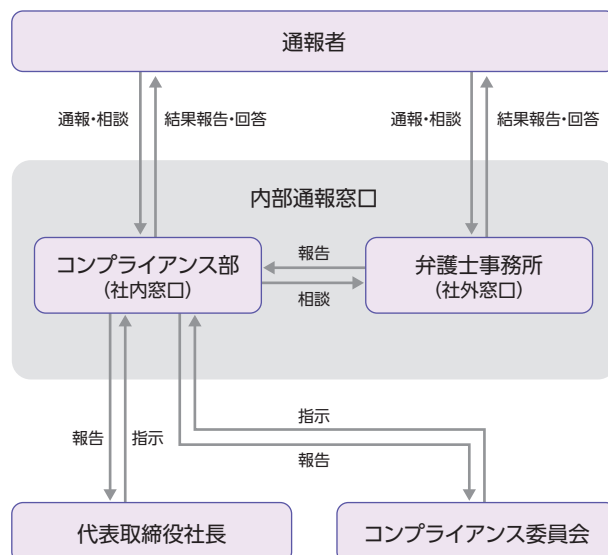 通報者
通報・相談
結果報告・回答
通報・相談
結果報告・回答
内部通報窓口
コンプライアンス部
(社内窓口)
報告
相談
弁護士事務所
(社外窓口)
報告
指示
指示
報告
代表取締役社長
コンプライアンス委員会